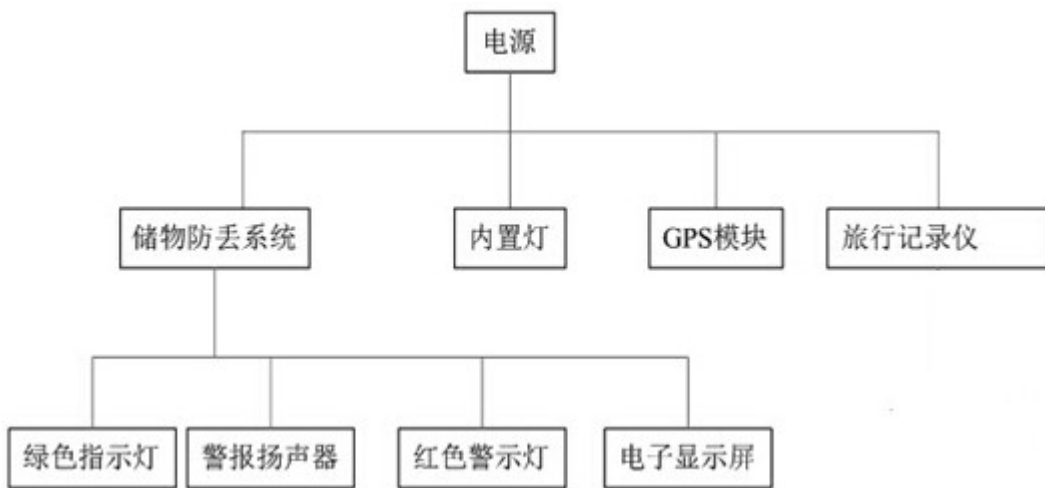 电源
储物防丢系统
内置灯
GPS模块
旅行记录仪
绿色指示灯
警报扬声器
红色警示灯
电子显示屏